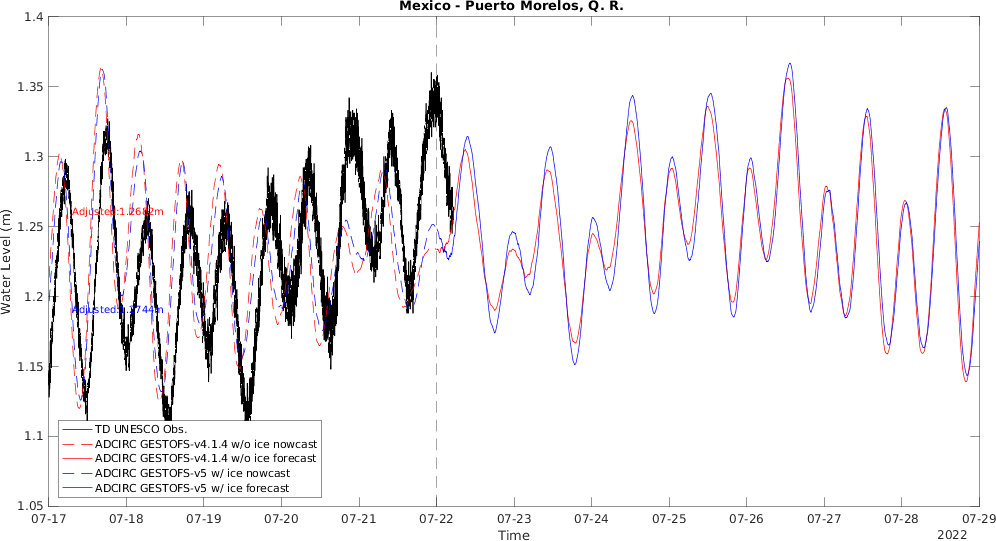 Mexico - Puerto Morelos, Q. R.
1.4
1.35
1.3
1.25
1.2
1.15
1.1
1.05
Water Level (m)
Adjusted:1.2682m
Adjusted:1.1744m
TD UNESCO Obs.
ADCIRC GESTOFS-v4.1.4 w/o ice nowcast
ADCIRC GESTOFS-v4.1.4 w/o ice forecast
ADCIRC GESTOFS-v5 w/ ice nowcast
ADCIRC GESTOFS-v5 w/ ice forecast
07-17 07-18 07-19 07-20 07-21 07-22 07-23 07-24 07-25 07-26 07-27 07-28 07-29
Time
2022